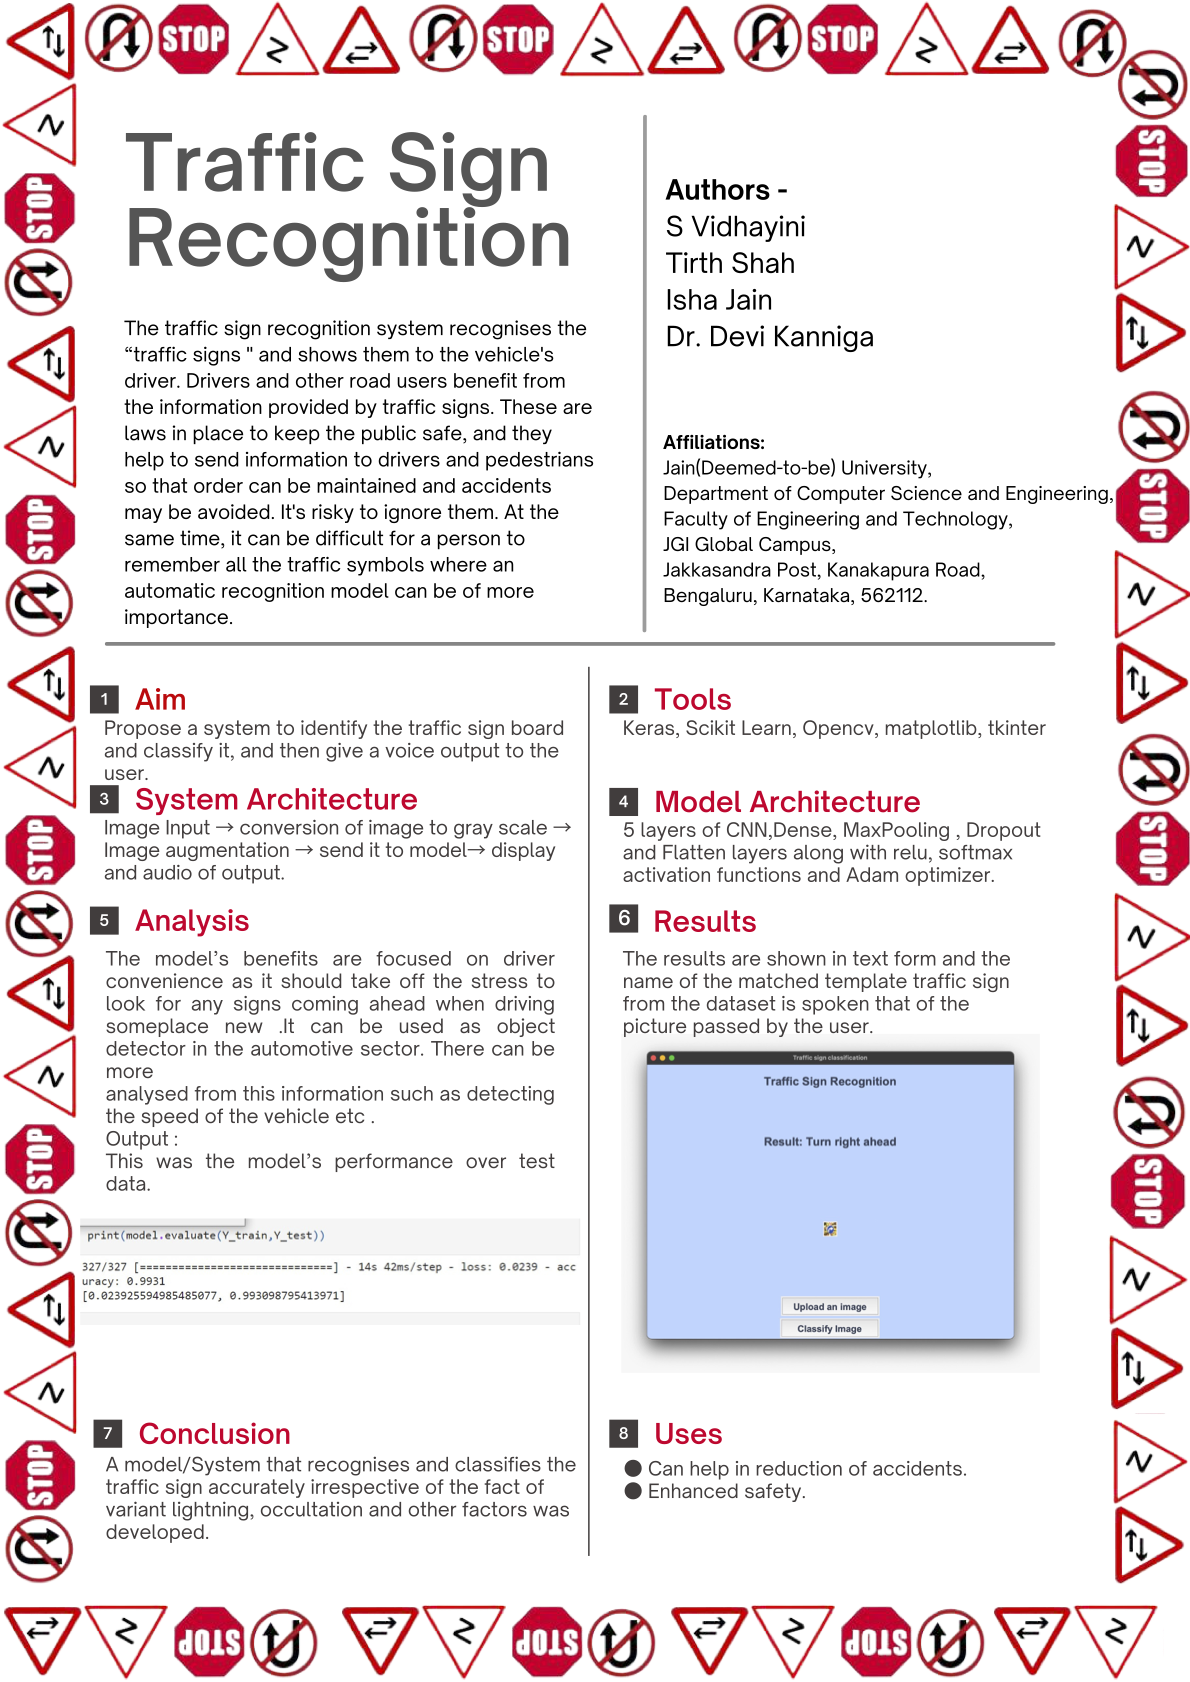 STOP STOP STOP
Traffic Sign
Recognition
The traffic sign recognition system recognises the
“traffic signs " and shows them to the vehicle's
driver. Drivers and other road users benefit from
the information provided by traffic signs. These are
laws in place to keep the public safe, and they
help to send information to drivers and pedestrians
so that order can be maintained and accidents
may be avoided. It's risky to ignore them. At the
same time, it can be difficult for a person to
remember all the traffic symbols where an
automatic recognition model can be of more
importance.
Authors -
S Vidhayini
Tirth Shah
Isha Jain
Dr. Devi Kanniga
Affiliations:
Jain(Deemed-to-be) University,
Department of Computer Science and Engineering,
Faculty of Engineering and Technology,
JGI Global Campus,
Jakkasandra Post, Kanakapura Road,
Bengaluru, Karnataka, 562112.
1 Aim
Propose a system to identify the traffic sign board
and classify it, and then give a voice output to the
user.
2 Tools
Keras, Scikit Learn, Opencv, matplotlib, tkinter
3 System Architecture
Image Input → conversion of image to gray scale →
Image augmentation → send it to model→ display
and audio of output.
4 Model Architecture
5 layers of CNN,Dense, MaxPooling , Dropout
and Flatten layers along with relu, softmax
activation functions and Adam optimizer.
5 Analysis
The model’s benefits are focused on driver
convenience as it should take off the stress to
look for any signs coming ahead when driving
someplace new .It can be used as object
detector in the automotive sector. There can be
more
analysed from this information such as detecting
the speed of the vehicle etc .
Output :
This was the model’s performance over test
data.
print(model.evaluate(Y_train,Y_test))
327/327 [==============================] - 14s 42ms/step - loss: 0.0239 - acc
uracy: 0.9931
[0.023925594985485077, 0.993098795413971]
6 Results
The results are shown in text form and the
name of the matched template traffic sign
from the dataset is spoken that of the
picture passed by the user.
Traffic sign classification
Traffic Sign Recognition
Result: Turn right ahead
Upload an image
Classify Image
7 Conclusion
A model/System that recognises and classifies the
traffic sign accurately irrespective of the fact of
variant lightning, occultation and other factors was
developed.
8 Uses
● Can help in reduction of accidents.
● Enhanced safety.
STOP
STOP
STOP
STOP
STOP
STOP
STOP
STOP
STOP
STOP STOP STOP